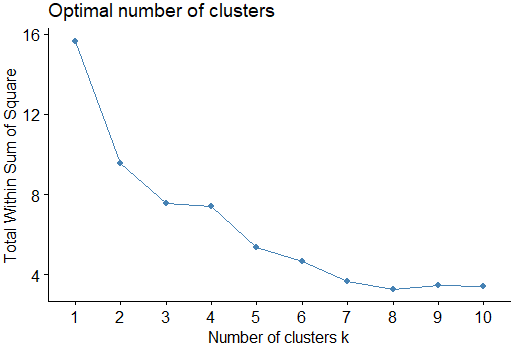 Optimal number of clusters
Total Within Sum of Square
16
12
8
4
1 2 3 4 5 6 7 8 9 10
Number of clusters k